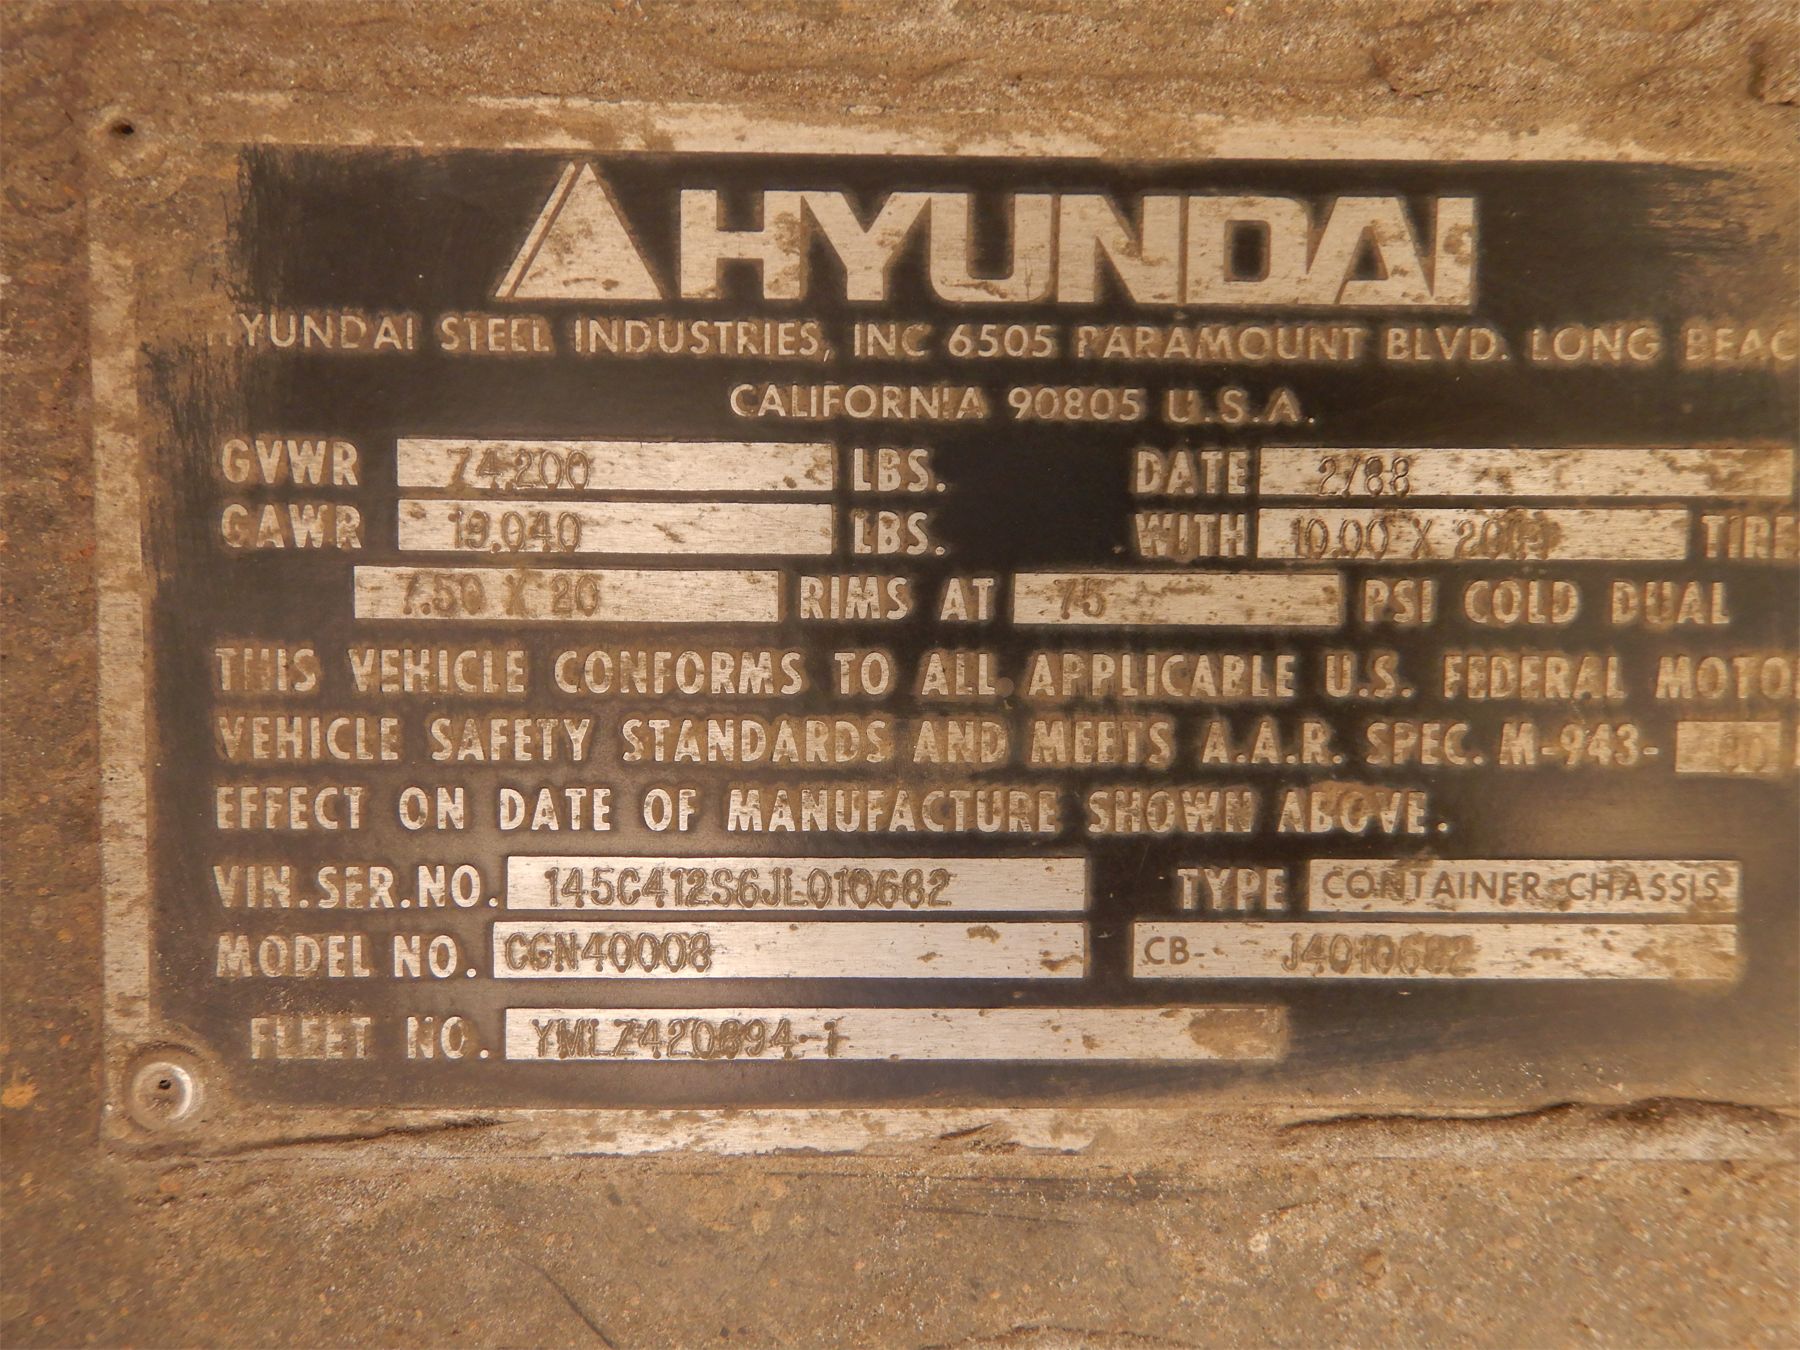 HYUNDAI
HYUNDAI STEEL INDUSTRIES, INC 6505 PARAMOUNT BLVD. LONG BEAC
CALIFORNIA 90805 U.S.A.
GVWR 74,200 LBS. DATE 2/88
GAWR 19,040 LBS. WITH 10.00 X 20 TIRE
7.50 X 20 RIMS AT 75 PSI COLD DUAL
THIS VEHICLE CONFORMS TO ALL APPLICABLE U.S. FEDERAL MOTO
VEHICLE SAFETY STANDARDS AND MEETS A.A.R. SPEC. M-943-
EFFECT ON DATE OF MANUFACTURE SHOWN ABOVE.
VIN.SER.NO. 145C412S6JL010682 TYPE CONTAINER CHASSIS
MODEL NO. CGN40008 CB- J4010682
FLEET NO. YMLZ420894-1